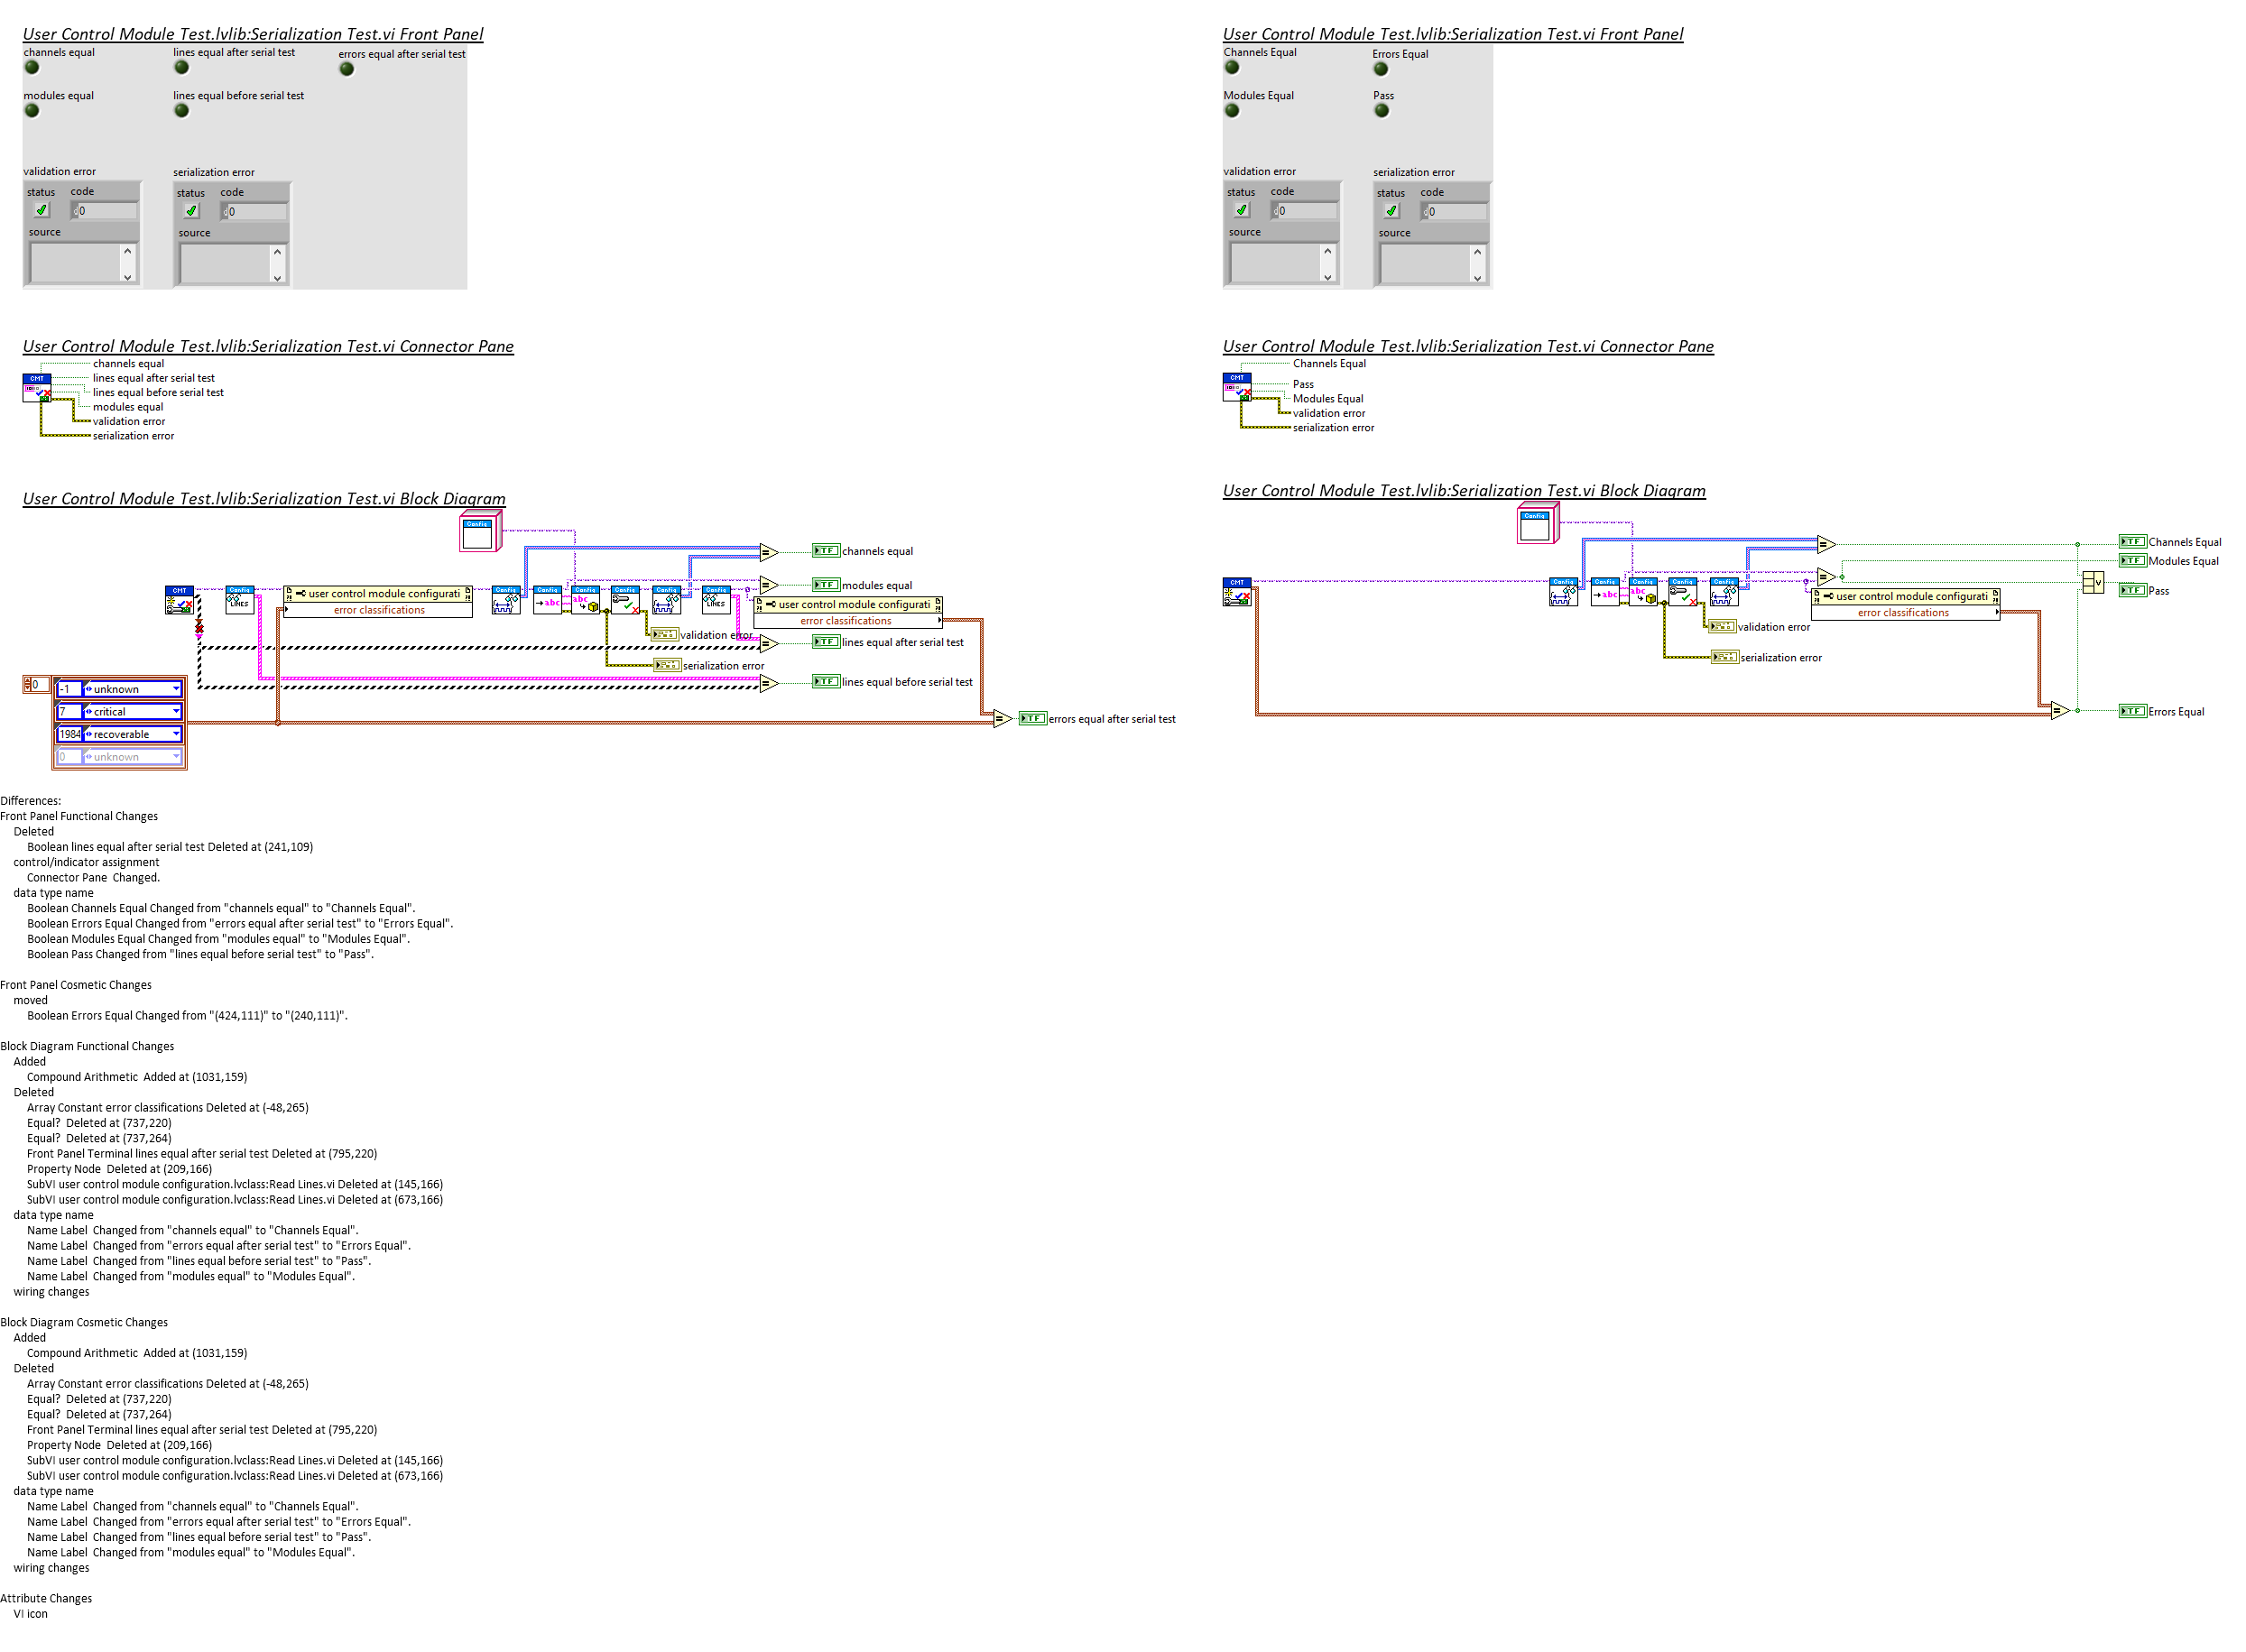 User Control Module Test.lvlib:Serialization Test.vi Front Panel
channels equal
lines equal after serial test
errors equal after serial test
modules equal
lines equal before serial test
validation error
status
code
0
source
serialization error
status
code
0
source
User Control Module Test.lvlib:Serialization Test.vi Connector Pane
CMT
channels equal
lines equal after serial test
lines equal before serial test
modules equal
validation error
serialization error
User Control Module Test.lvlib:Serialization Test.vi Block Diagram
Config
CMT
Config
LINES
user control module configurati
error classifications
Config
Config
abc
Config
abc
Config
Config
Config
LINES
user control module configurati
error classifications
TF channels equal
TF modules equal
validation error
TF lines equal after serial test
serialization error
TF lines equal before serial test
TF errors equal after serial test
0
-1 unknown
7 critical
1984 recoverable
0 unknown
User Control Module Test.lvlib:Serialization Test.vi Front Panel
Channels Equal
Errors Equal
Modules Equal
Pass
validation error
status
code
0
source
serialization error
status
code
0
source
User Control Module Test.lvlib:Serialization Test.vi Connector Pane
CMT
Channels Equal
Pass
Modules Equal
validation error
serialization error
User Control Module Test.lvlib:Serialization Test.vi Block Diagram
Config
CMT
Config
Config
abc
Config
abc
Config
Config
user control module configurati
error classifications
TF Channels Equal
TF Modules Equal
TF Pass
validation error
serialization error
TF Errors Equal
Differences:
Front Panel Functional Changes
Deleted
Boolean lines equal after serial test Deleted at (241,109)
control/indicator assignment
Connector Pane  Changed.
data type name
Boolean Channels Equal Changed from "channels equal" to "Channels Equal".
Boolean Errors Equal Changed from "errors equal after serial test" to "Errors Equal".
Boolean Modules Equal Changed from "modules equal" to "Modules Equal".
Boolean Pass Changed from "lines equal before serial test" to "Pass".
Front Panel Cosmetic Changes
moved
Boolean Errors Equal Changed from "(424,111)" to "(240,111)".
Block Diagram Functional Changes
Added
Compound Arithmetic  Added at (1031,159)
Deleted
Array Constant error classifications Deleted at (-48,265)
Equal?  Deleted at (737,220)
Equal?  Deleted at (737,264)
Front Panel Terminal lines equal after serial test Deleted at (795,220)
Property Node  Deleted at (209,166)
SubVI user control module configuration.lvclass:Read Lines.vi Deleted at (145,166)
SubVI user control module configuration.lvclass:Read Lines.vi Deleted at (673,166)
data type name
Name Label  Changed from "channels equal" to "Channels Equal".
Name Label  Changed from "errors equal after serial test" to "Errors Equal".
Name Label  Changed from "lines equal before serial test" to "Pass".
Name Label  Changed from "modules equal" to "Modules Equal".
wiring changes
Block Diagram Cosmetic Changes
Added
Compound Arithmetic  Added at (1031,159)
Deleted
Array Constant error classifications Deleted at (-48,265)
Equal?  Deleted at (737,220)
Equal?  Deleted at (737,264)
Front Panel Terminal lines equal after serial test Deleted at (795,220)
Property Node  Deleted at (209,166)
SubVI user control module configuration.lvclass:Read Lines.vi Deleted at (145,166)
SubVI user control module configuration.lvclass:Read Lines.vi Deleted at (673,166)
data type name
Name Label  Changed from "channels equal" to "Channels Equal".
Name Label  Changed from "errors equal after serial test" to "Errors Equal".
Name Label  Changed from "lines equal before serial test" to "Pass".
Name Label  Changed from "modules equal" to "Modules Equal".
wiring changes
Attribute Changes
VI icon